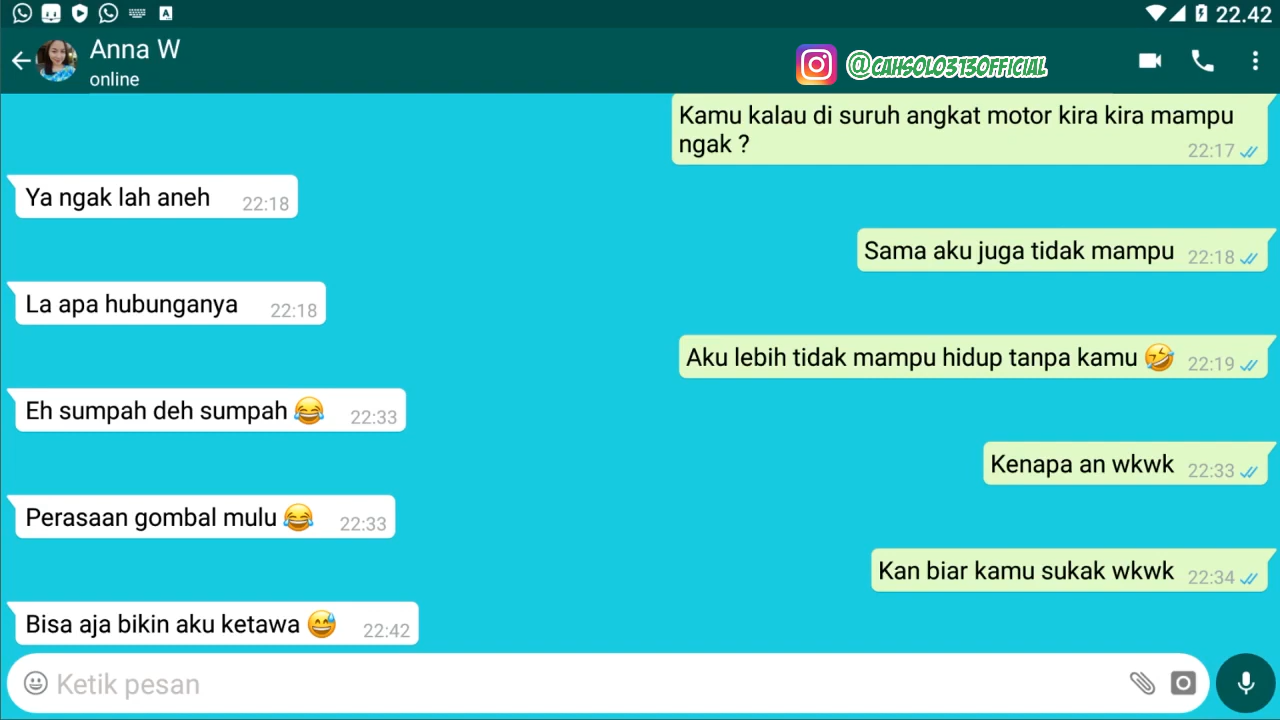 22.42
Anna W
online
@CAHSOLO313OFFICIAL
Kamu kalau di suruh angkat motor kira kira mampu
ngak ?
22:17
Ya ngak lah aneh 22:18
Sama aku juga tidak mampu 22:18
La apa hubunganya 22:18
Aku lebih tidak mampu hidup tanpa kamu 🤣 22:19
Eh sumpah deh sumpah 😂 22:33
Kenapa an wkwk 22:33
Perasaan gombal mulu 😂 22:33
Kan biar kamu sukak wkwk 22:34
Bisa aja bikin aku ketawa 😅 22:42
Ketik pesan